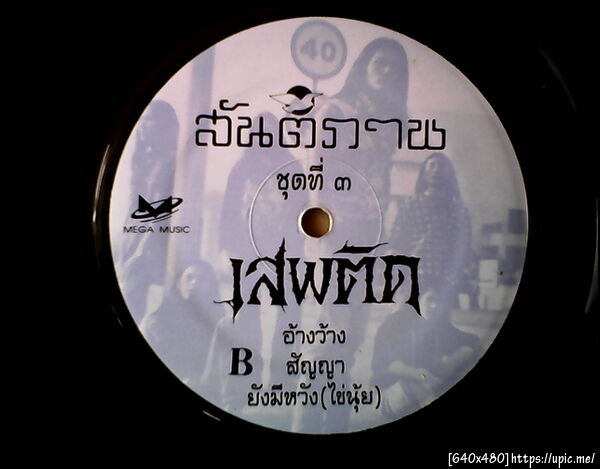 40
สันติภาพ
ชุดที่ ๓
MEGA MUSIC
เสพติด
อ้างว้าง
B สัญญา
ยังมีหวัง(ไข่นุ้ย)
[640x480]https://upic.me/